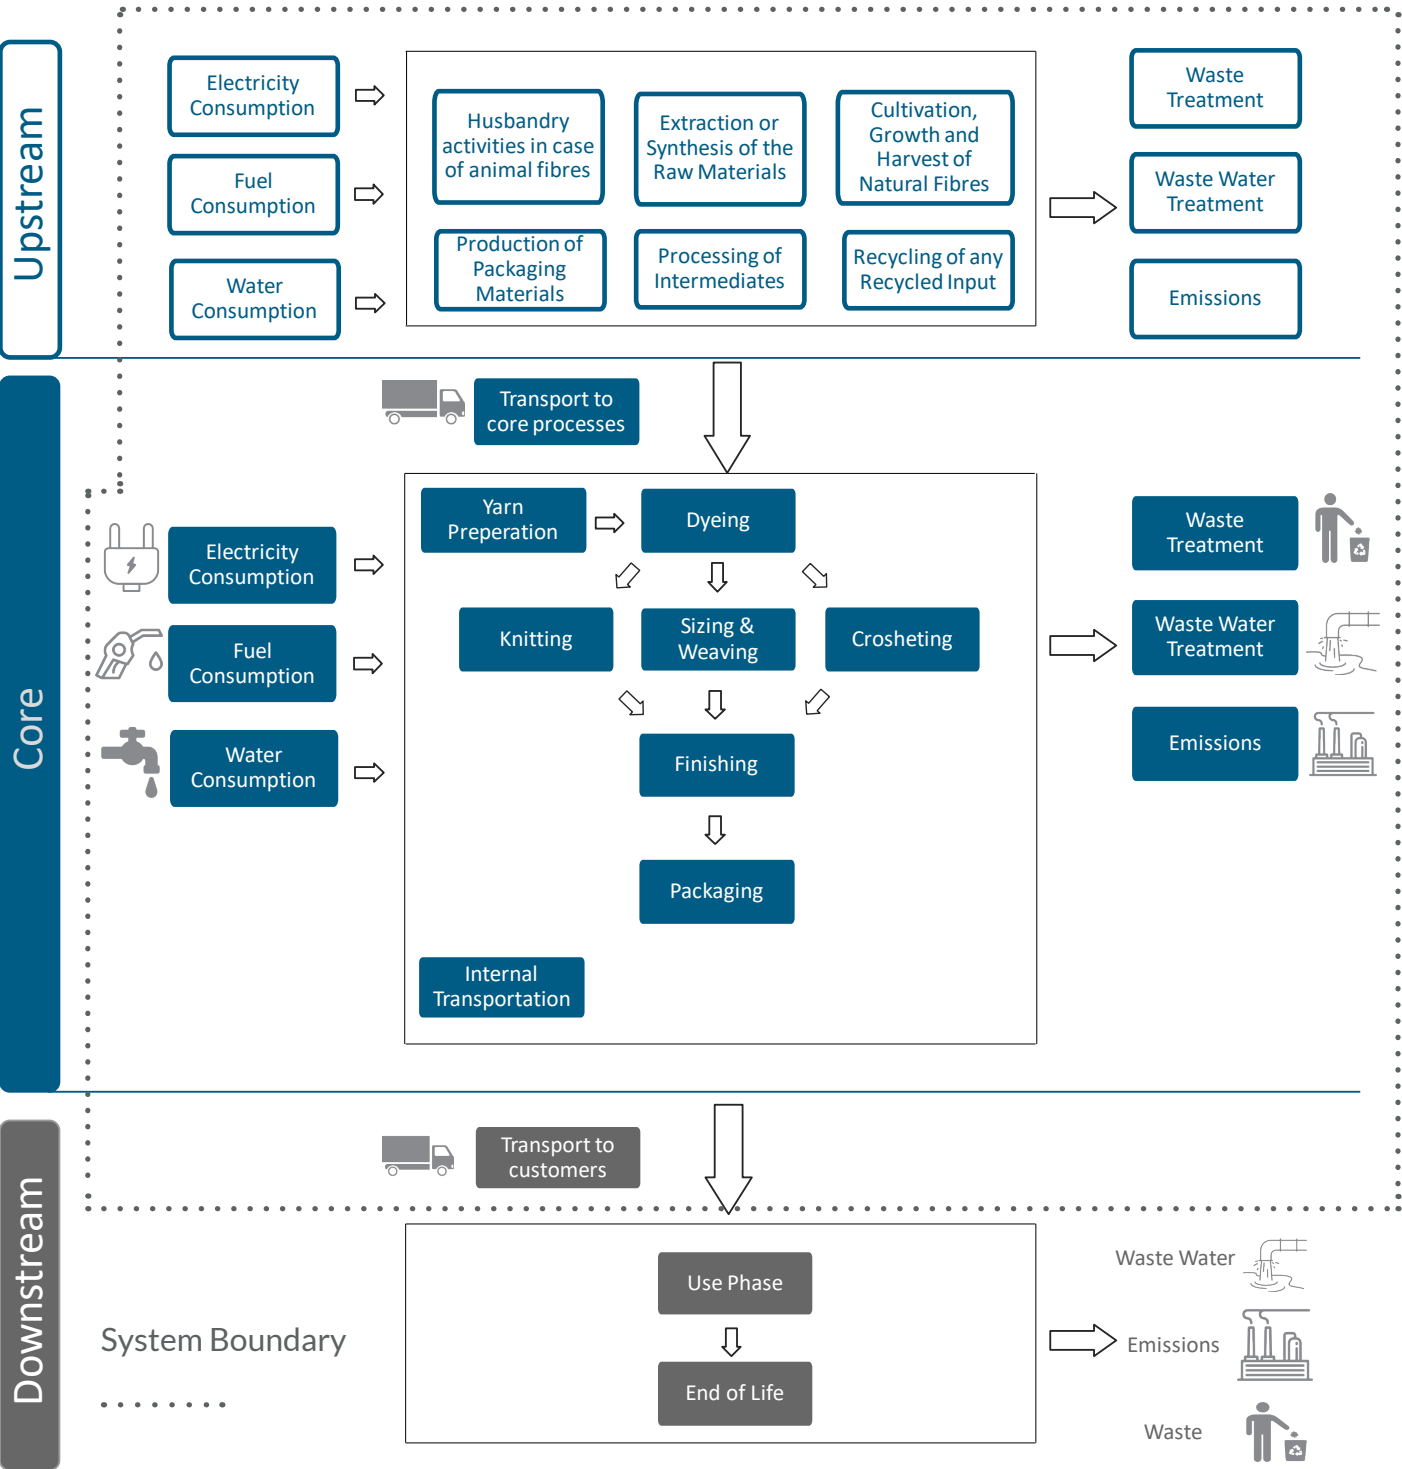 Upstream
Electricity
Consumption
Fuel
Consumption
Water
Consumption
Husbandry
activities in case
of animal fibres
Extraction or
Synthesis of the
Raw Materials
Cultivation,
Growth and
Harvest of
Natural Fibres
Production of
Packaging
Materials
Processing of
Intermediates
Recycling of any
Recycled Input
Waste
Treatment
Waste Water
Treatment
Emissions
Core
Transport to
core processes
Electricity
Consumption
Fuel
Consumption
Water
Consumption
Yarn
Preperation
Dyeing
Knitting
Sizing &
Weaving
Crosheting
Finishing
Packaging
Internal
Transportation
Waste
Treatment
Waste Water
Treatment
Emissions
Downstream
Transport to
customers
Use Phase
End of Life
Waste Water
Emissions
Waste
System Boundary